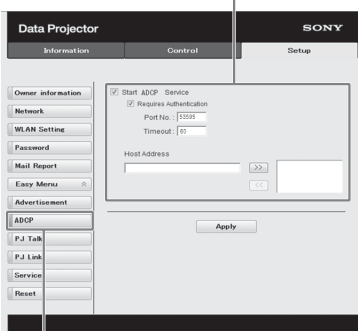 Data Projector
SONY
Information
Control
Setup
Owner information
Network
WLAN Setting
Password
Mail Report
Easy Menu
Advertisement
ADCP
PJ Talk
PJ Link
Service
Reset
Start ADCP Service
Requires Authentication
Port No. : 53595
Timeout : 60
Host Address
>>
<<
Apply